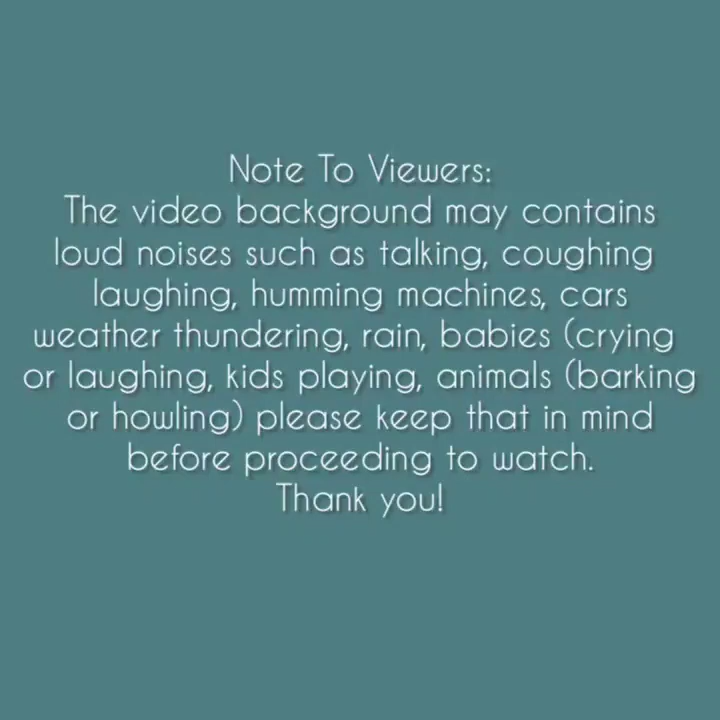 Note To Viewers:
The video background may contains
loud noises such as talking, coughing
laughing, humming machines, cars
weather thundering, rain, babies (crying
or laughing, kids playing, animals (barking
or howling) please keep that in mind
before proceeding to watch.
Thank you!